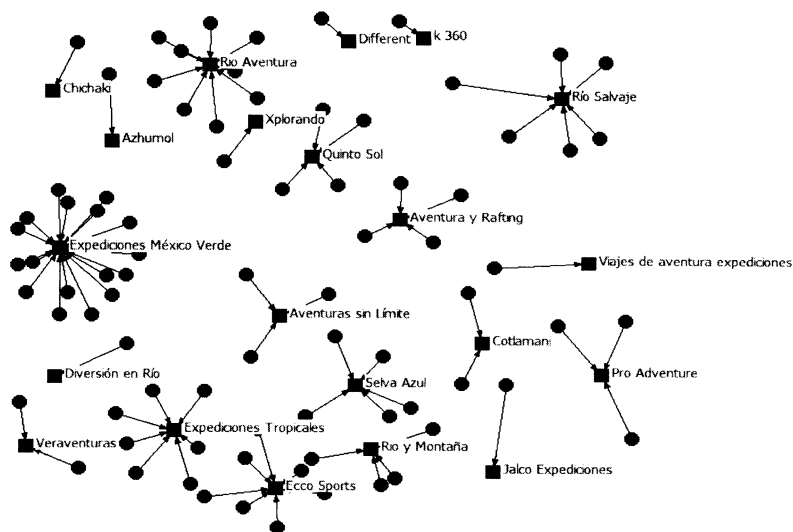 Different
k 360
Rio Aventura
Chichaki
Río Salvaje
Xplorando
Azhumol
Quinto Sol
Aventura y Rafting
Expediciones México Verde
Viajes de aventura expediciones
Aventuras sin Límite
Cotlamani
Diversión en Río
Pro Adventure
Selva Azul
Expediciones Tropicales
Veraventuras
Rio y Montaña
Jalco Expediciones
Ecco Sports